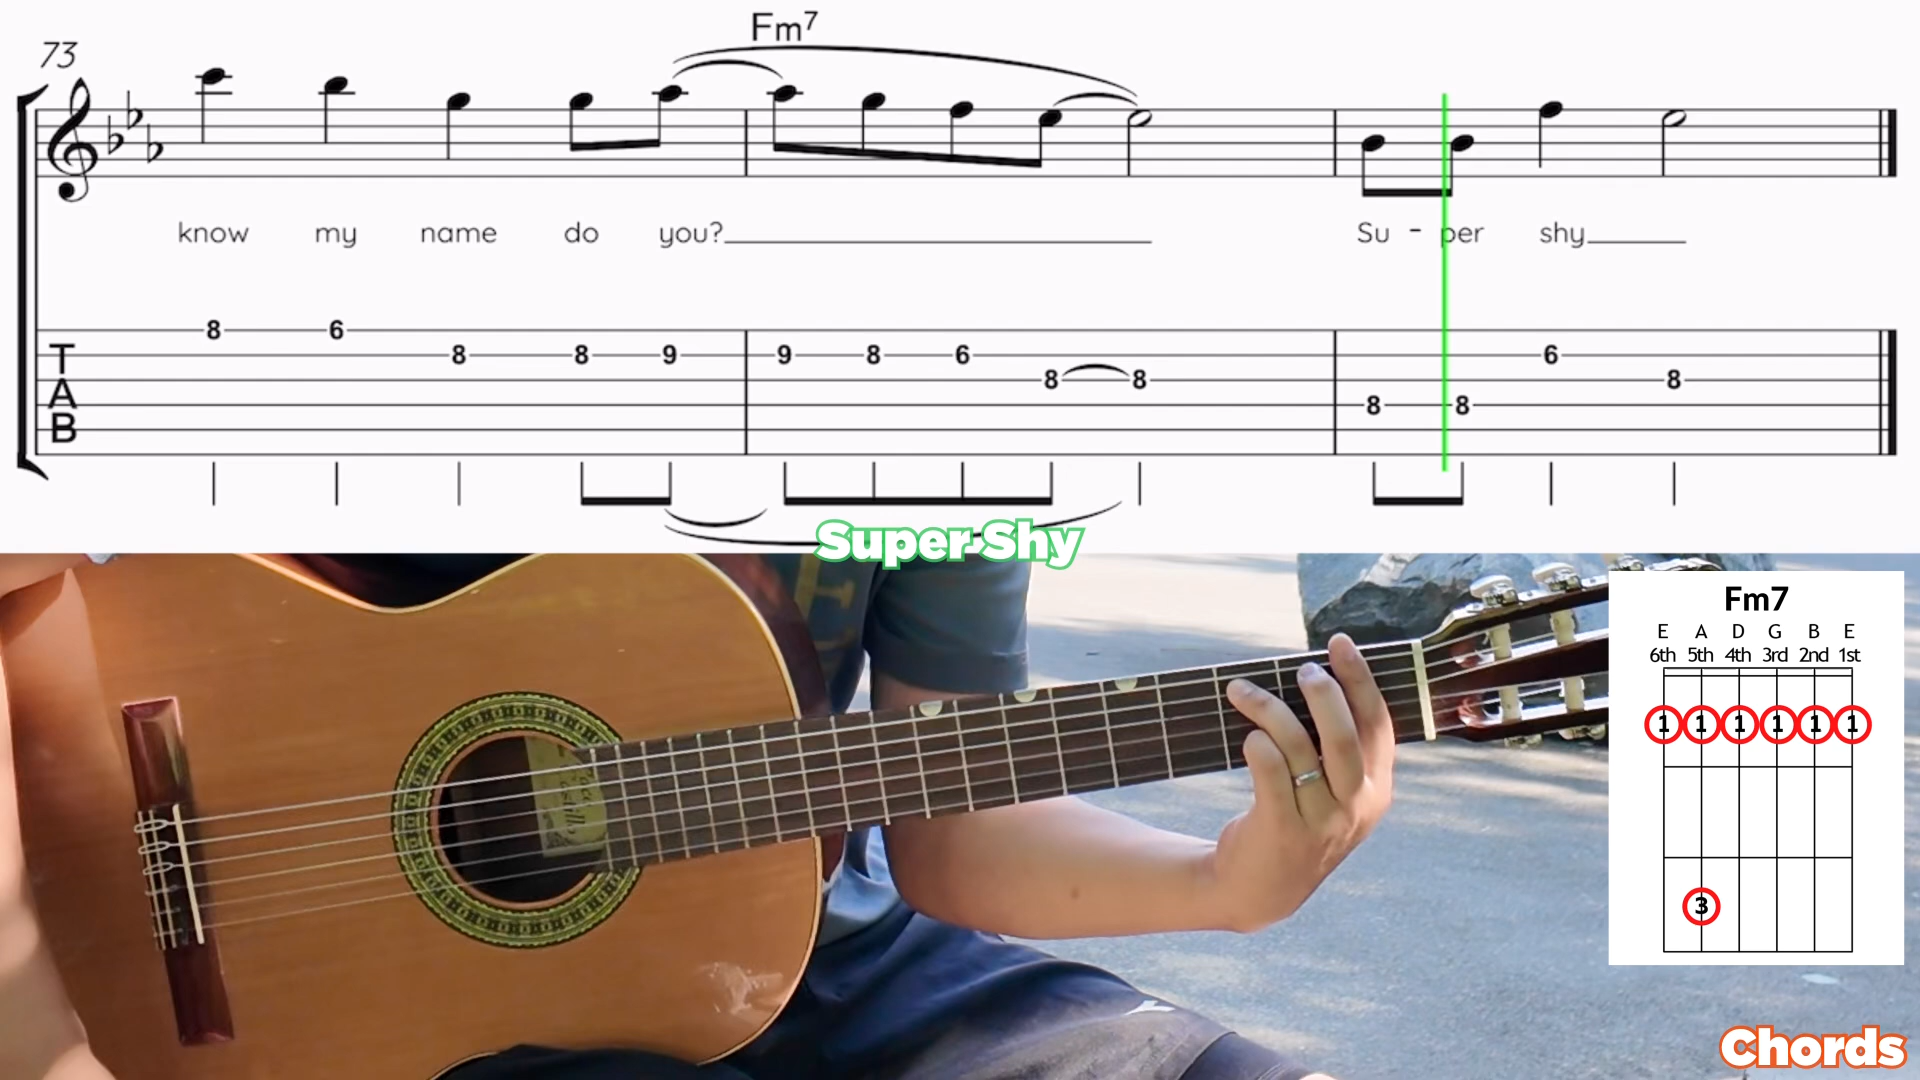 73
Fm7
know my name do you? Su - per shy
8 6 8 8 9 9 8 6 8 8 8 8 6 8
T
A
B
Super Shy
Fm7
E A D G B E
6th 5th 4th 3rd 2nd 1st
1 1 1 1 1 1
3
Chords